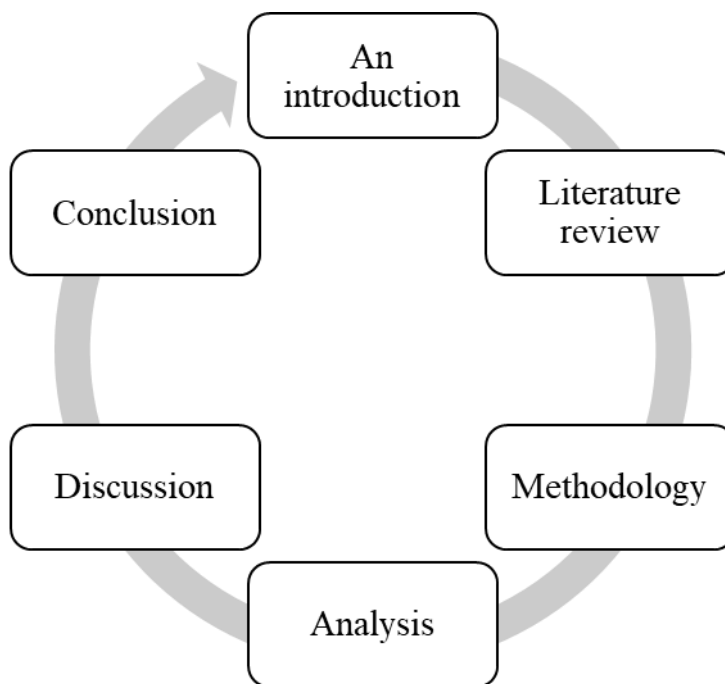 An
introduction
Literature
review
Methodology
Analysis
Discussion
Conclusion